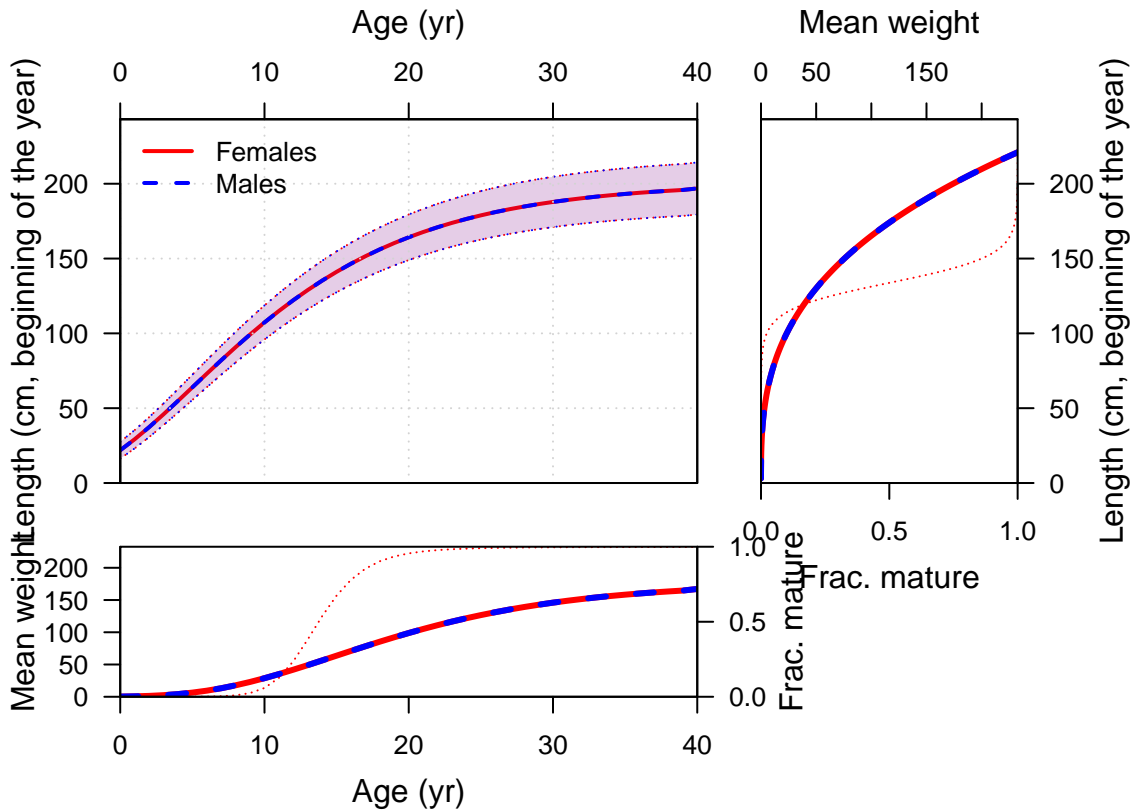 Age (yr)
0 10 20 30 40
Mean weight
0 50 150
Length (cm, beginning of the year)
200
150
100
50
0
Females
Males
200
150
100
50
0
Length (cm, beginning of the year)
0.0 0.5 1.0
Frac. mature
Mean weight
200
150
100
50
0
1.0
0.5
0.0
Frac. mature
0 10 20 30 40
Age (yr)